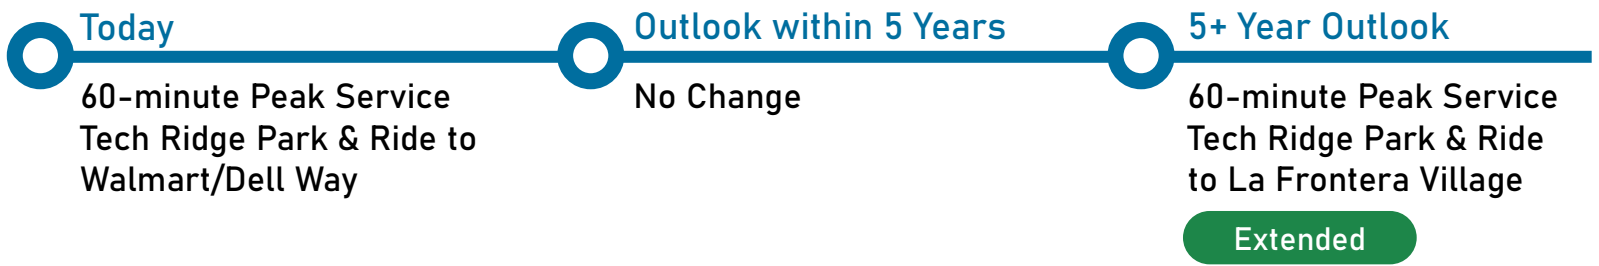 Today
60-minute Peak Service
Tech Ridge Park & Ride to
Walmart/Dell Way
Outlook within 5 Years
No Change
5+ Year Outlook
60-minute Peak Service
Tech Ridge Park & Ride
to La Frontera Village
Extended